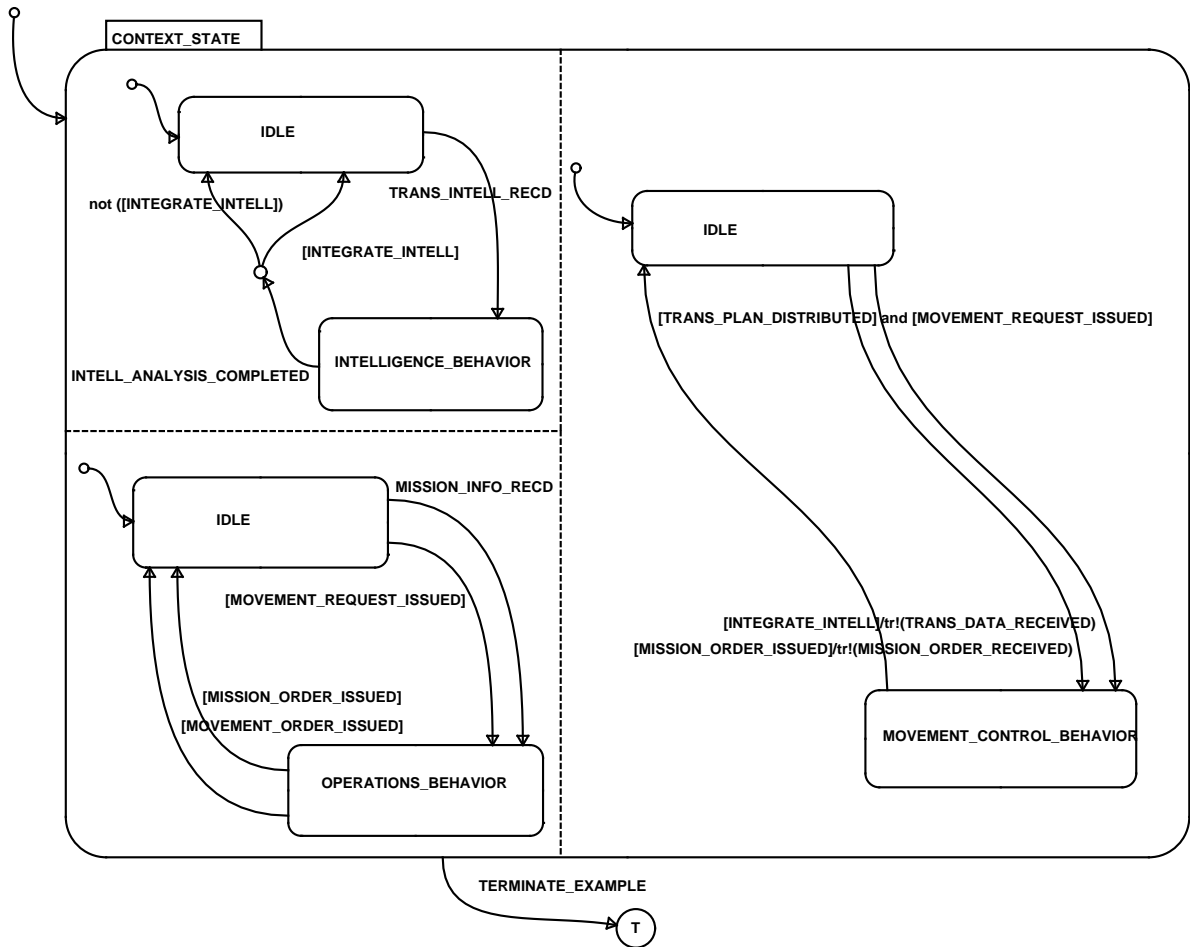 CONTEXT_STATE
IDLE
TRANS_INTELL_RECD
not ([INTEGRATE_INTELL])
[INTEGRATE_INTELL]
INTELLIGENCE_BEHAVIOR
INTELL_ANALYSIS_COMPLETED
MISSION_INFO_RECD
IDLE
[MOVEMENT_REQUEST_ISSUED]
[MISSION_ORDER_ISSUED]
[MOVEMENT_ORDER_ISSUED]
OPERATIONS_BEHAVIOR
IDLE
[TRANS_PLAN_DISTRIBUTED] and [MOVEMENT_REQUEST_ISSUED]
[INTEGRATE_INTELL]/tr!(TRANS_DATA_RECEIVED)
[MISSION_ORDER_ISSUED]/tr!(MISSION_ORDER_RECEIVED)
MOVEMENT_CONTROL_BEHAVIOR
TERMINATE_EXAMPLE
T